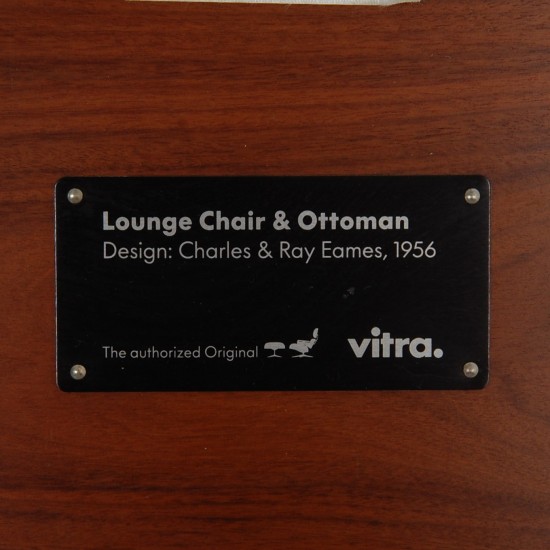 Lounge Chair & Ottoman
Design: Charles & Ray Eames, 1956
The authorized Original vitra.